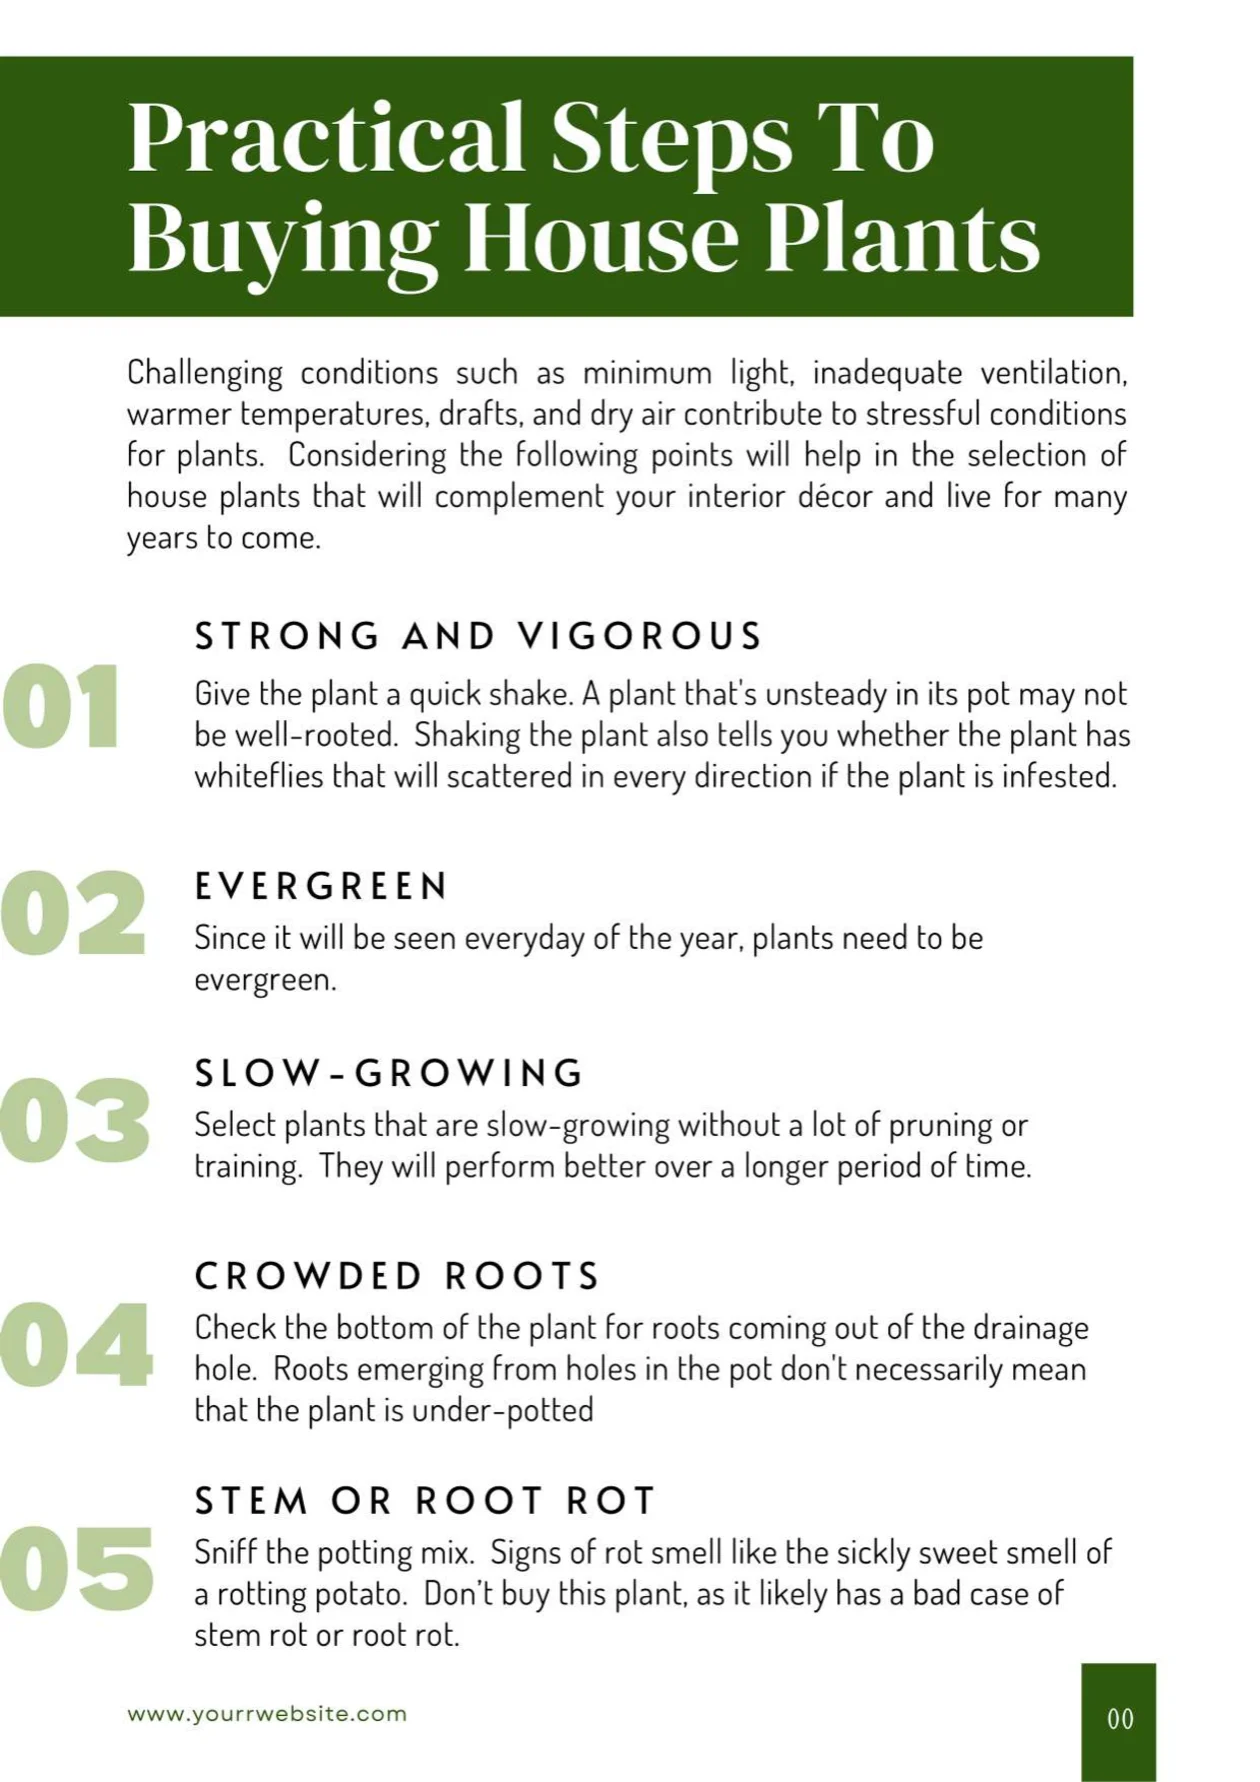 Practical Steps To
Buying House Plants
Challenging conditions such as minimum light, inadequate ventilation,
warmer temperatures, drafts, and dry air contribute to stressful conditions
for plants.  Considering the following points will help in the selection of
house plants that will complement your interior décor and live for many
years to come.
01
STRONG AND VIGOROUS
Give the plant a quick shake. A plant that's unsteady in its pot may not
be well-rooted.  Shaking the plant also tells you whether the plant has
whiteflies that will scattered in every direction if the plant is infested.
02
EVERGREEN
Since it will be seen everyday of the year, plants need to be
evergreen.
03
SLOW-GROWING
Select plants that are slow-growing without a lot of pruning or
training.  They will perform better over a longer period of time.
04
CROWDED ROOTS
Check the bottom of the plant for roots coming out of the drainage
hole.  Roots emerging from holes in the pot don't necessarily mean
that the plant is under-potted
05
STEM OR ROOT ROT
Sniff the potting mix.  Signs of rot smell like the sickly sweet smell of
a rotting potato.  Don’t buy this plant, as it likely has a bad case of
stem rot or root rot.
www.yourrwebsite.com
00